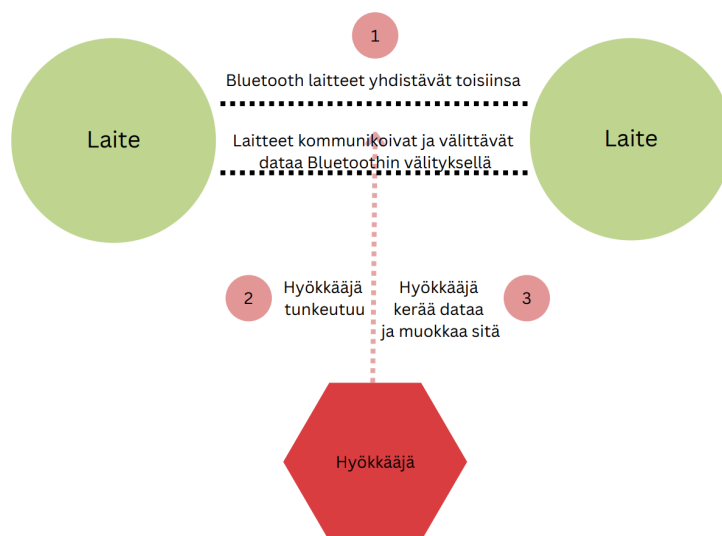 1
Bluetooth laitteet yhdistävät toisiinsa
Laite
Laitteet kommunikoivat ja välittävät
dataa Bluetoothin välityksellä
Laite
2
Hyökkääjä
tunkeutuu
Hyökkääjä
kerää dataa
ja muokkaa sitä
3
Hyökkääjä